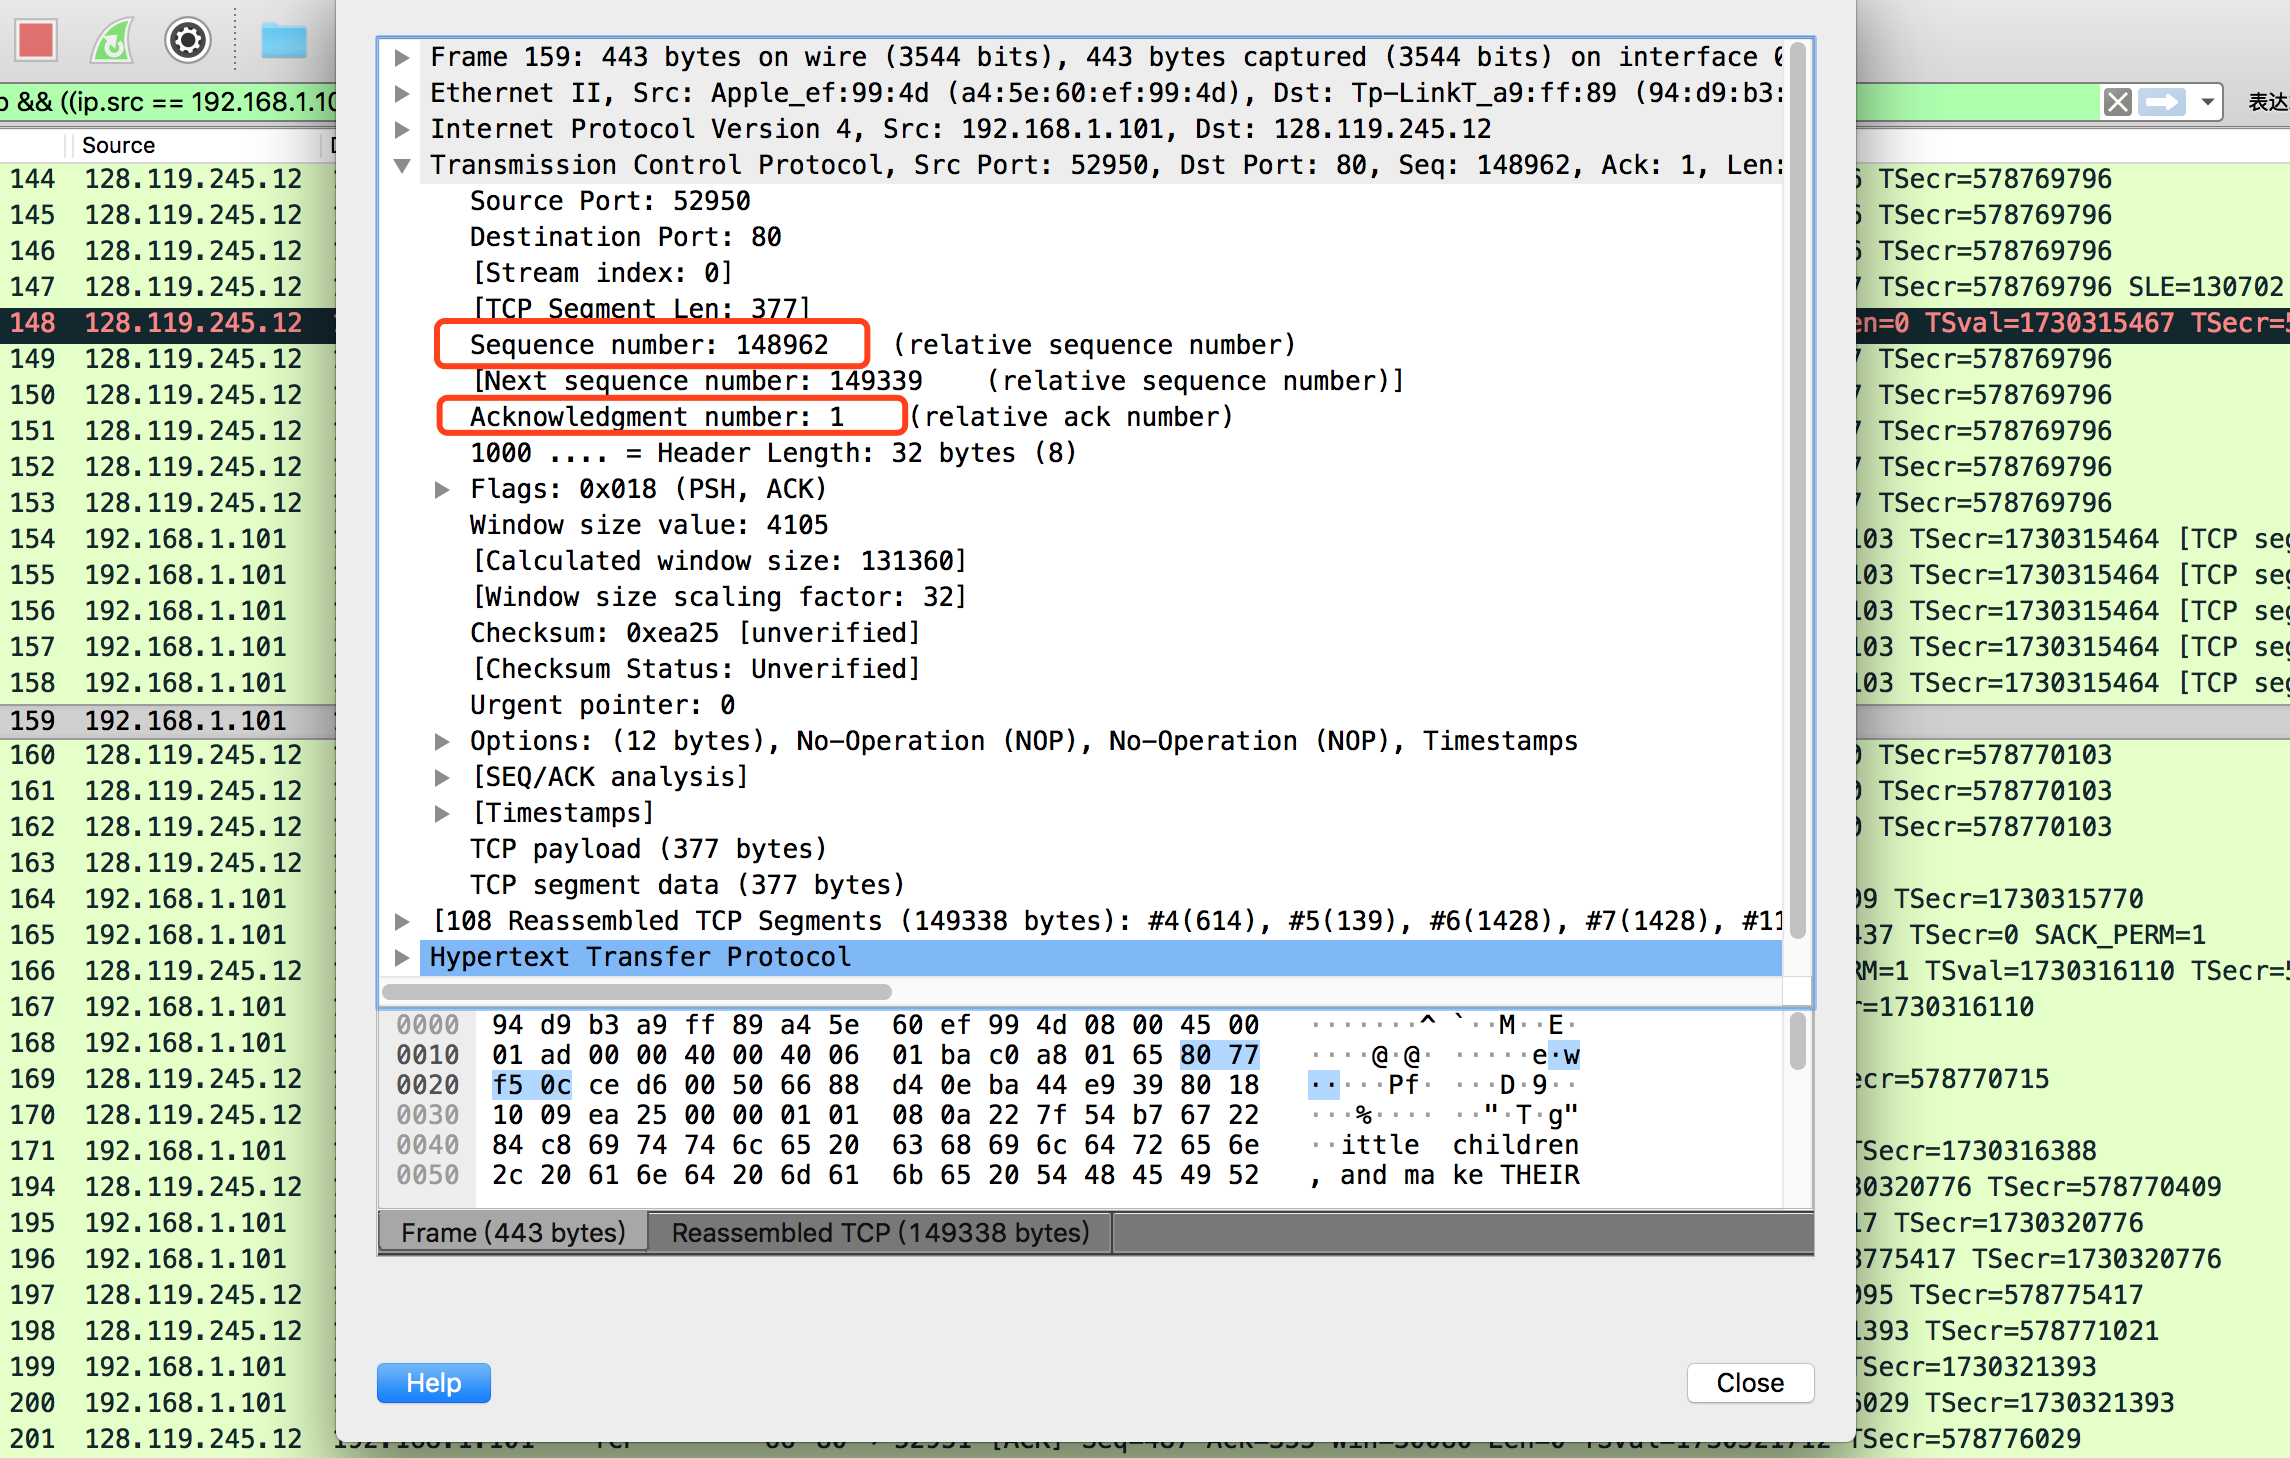 p && ((ip.src == 192.168.1.10
表达
Source
144 128.119.245.12
145 128.119.245.12
146 128.119.245.12
147 128.119.245.12
148 128.119.245.12
149 128.119.245.12
150 128.119.245.12
151 128.119.245.12
152 128.119.245.12
153 128.119.245.12
154 192.168.1.101
155 192.168.1.101
156 192.168.1.101
157 192.168.1.101
158 192.168.1.101
159 192.168.1.101
160 128.119.245.12
161 128.119.245.12
162 128.119.245.12
163 128.119.245.12
164 192.168.1.101
165 192.168.1.101
166 128.119.245.12
167 192.168.1.101
168 192.168.1.101
169 128.119.245.12
170 128.119.245.12
171 192.168.1.101
194 128.119.245.12
195 192.168.1.101
196 192.168.1.101
197 128.119.245.12
198 128.119.245.12
199 192.168.1.101
200 192.168.1.101
201 128.119.245.12
Frame 159: 443 bytes on wire (3544 bits), 443 bytes captured (3544 bits) on interface 0
Ethernet II, Src: Apple_ef:99:4d (a4:5e:60:ef:99:4d), Dst: Tp-LinkT_a9:ff:89 (94:d9:b3:
Internet Protocol Version 4, Src: 192.168.1.101, Dst: 128.119.245.12
Transmission Control Protocol, Src Port: 52950, Dst Port: 80, Seq: 148962, Ack: 1, Len:
Source Port: 52950
Destination Port: 80
[Stream index: 0]
[TCP Segment Len: 377]
Sequence number: 148962 (relative sequence number)
[Next sequence number: 149339 (relative sequence number)]
Acknowledgment number: 1 (relative ack number)
1000 .... = Header Length: 32 bytes (8)
Flags: 0x018 (PSH, ACK)
Window size value: 4105
[Calculated window size: 131360]
[Window size scaling factor: 32]
Checksum: 0xea25 [unverified]
[Checksum Status: Unverified]
Urgent pointer: 0
Options: (12 bytes), No-Operation (NOP), No-Operation (NOP), Timestamps
[SEQ/ACK analysis]
[Timestamps]
TCP payload (377 bytes)
TCP segment data (377 bytes)
[108 Reassembled TCP Segments (149338 bytes): #4(614), #5(139), #6(1428), #7(1428), #11
Hypertext Transfer Protocol
0000 94 d9 b3 a9 ff 89 a4 5e 60 ef 99 4d 08 00 45 00 ·······^ `··M··E·
0010 01 ad 00 00 40 00 40 06 01 ba c0 a8 01 65 80 77 ····@·@· ·····e·w
0020 f5 0c ce d6 00 50 66 88 d4 0e ba 44 e9 39 80 18 ·····Pf· ···D·9··
0030 10 09 ea 25 00 00 01 01 08 0a 22 7f 54 b7 67 22 ···%···· ··"·T·g"
0040 84 c8 69 74 74 6c 65 20 63 68 69 6c 64 72 65 6e ··ittle children
0050 2c 20 61 6e 64 20 6d 61 6b 65 20 54 48 45 49 52 , and ma ke THEIR
Frame (443 bytes) Reassembled TCP (149338 bytes)
Help Close
TSecr=578769796
TSecr=578769796
TSecr=578769796
TSecr=578769796 SLE=130702
en=0 TSval=1730315467 TSecr=5
TSecr=578769796
TSecr=578769796
TSecr=578769796
TSecr=578769796
TSecr=578769796
103 TSecr=1730315464 [TCP seg
103 TSecr=1730315464 [TCP seg
103 TSecr=1730315464 [TCP seg
103 TSecr=1730315464 [TCP seg
103 TSecr=1730315464 [TCP seg
TSecr=578770103
TSecr=578770103
TSecr=578770103
09 TSecr=1730315770
437 TSecr=0 SACK_PERM=1
RM=1 TSval=1730316110 TSecr=5
r=1730316110
ecr=578770715
TSecr=1730316388
30320776 TSecr=578770409
17 TSecr=1730320776
8775417 TSecr=1730320776
095 TSecr=578775417
1393 TSecr=578771021
TSecr=1730321393
6029 TSecr=1730321393
TSecr=578776029